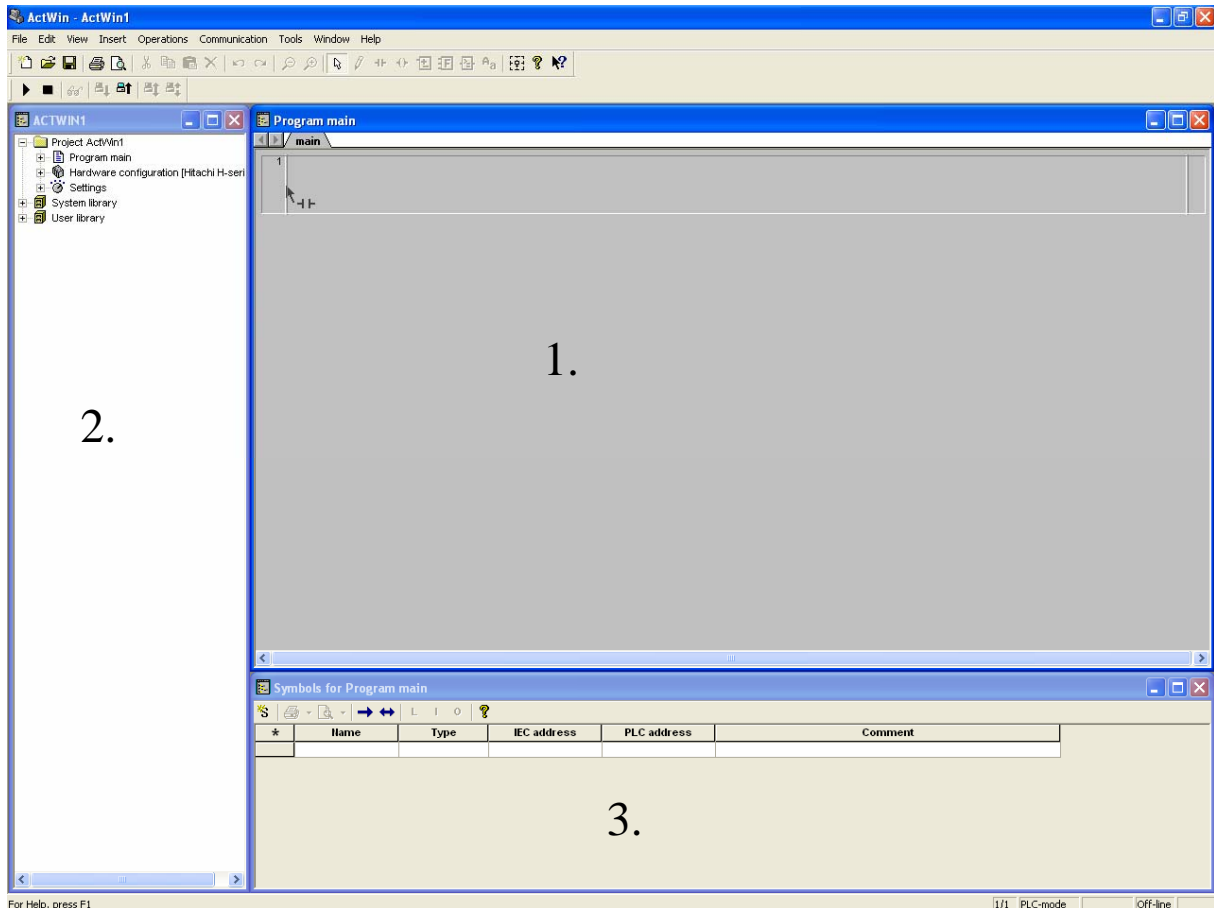 ActWin - ActWin1
File Edit View Insert Operations Communication Tools Window Help
ACTWIN1
Project ActWin1
Program main
Hardware configuration [Hitachi H-seri
Settings
System library
User library
2.
Program main
main
1
1.
Symbols for Program main
S L I O
* Name Type IEC address PLC address Comment
3.
For Help, press F1
1/1 PLC-mode Off-line